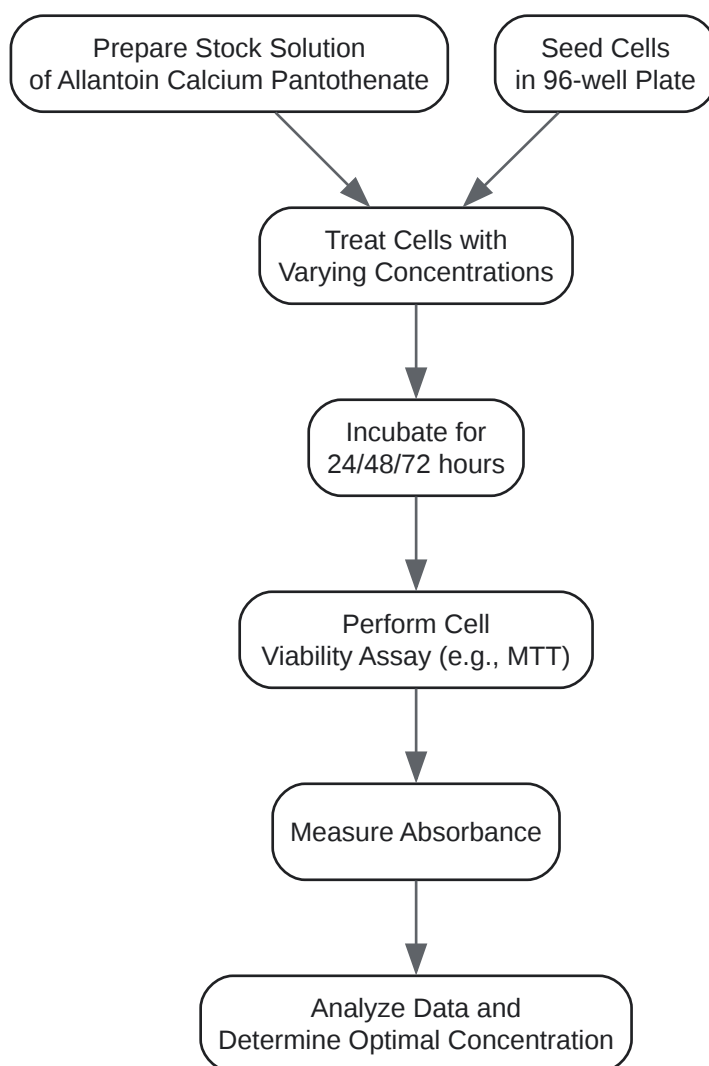 Prepare Stock Solution
of Allantoin Calcium Pantothenate
Seed Cells
in 96-well Plate
Treat Cells with
Varying Concentrations
Incubate for
24/48/72 hours
Perform Cell
Viability Assay (e.g., MTT)
Measure Absorbance
Analyze Data and
Determine Optimal Concentration